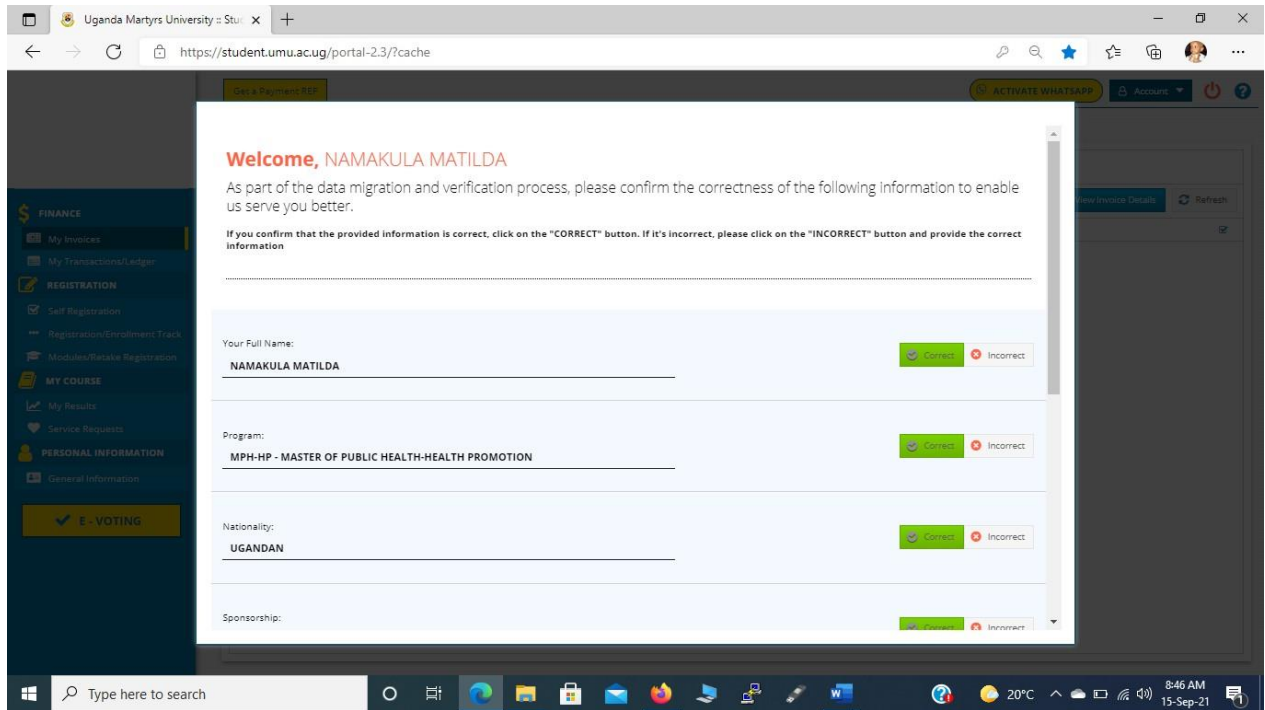 Uganda Martyrs University :: Stu
https://student.umu.ac.ug/portal-2.3/?cache
Get a Payment REF
ACTIVATE WHATSAPP
Account
Welcome, NAMAKULA MATILDA
As part of the data migration and verification process, please confirm the correctness of the following information to enable
us serve you better.
If you confirm that the provided information is correct, click on the "CORRECT" button. If it's incorrect, please click on the "INCORRECT" button and provide the correct
information
View Invoice Details
Refresh
FINANCE
My Invoices
My Transactions/Ledger
REGISTRATION
Self Registration
Registration/Enrollment Track
Modules/Retake Registration
MY COURSE
My Results
Service Requests
PERSONAL INFORMATION
General Information
E - VOTING
Your Full Name:
NAMAKULA MATILDA
Correct Incorrect
Program:
MPH-HP - MASTER OF PUBLIC HEALTH-HEALTH PROMOTION
Correct Incorrect
Nationality:
UGANDAN
Correct Incorrect
Sponsorship:
Correct Incorrect
Type here to search
20°C
8:46 AM
15-Sep-21